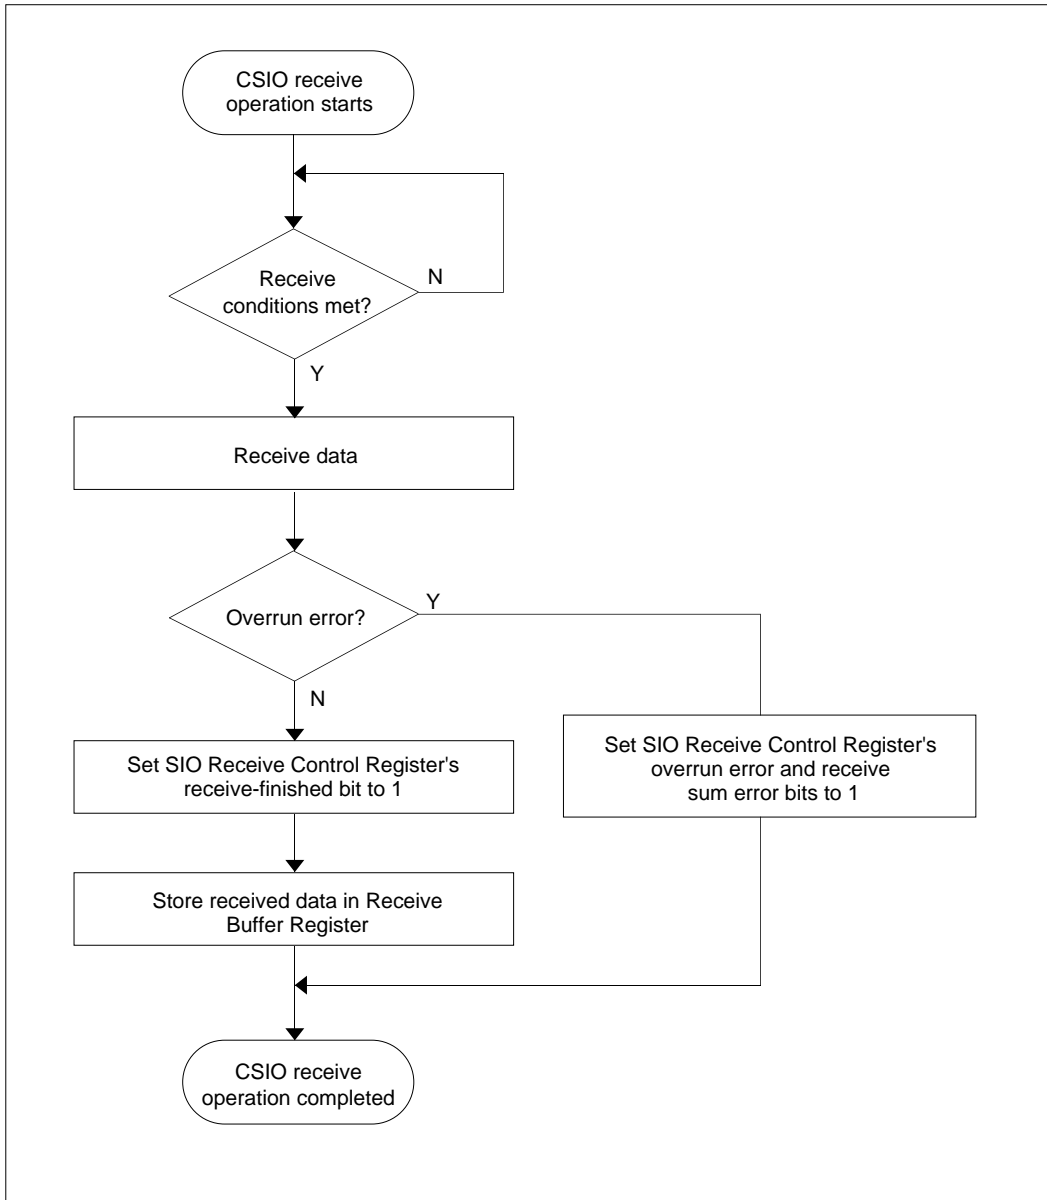 CSIO receive
operation starts
Receive
conditions met?
N
Y
Receive data
Overrun error?
Y
N
Set SIO Receive Control Register's
receive-finished bit to 1
Set SIO Receive Control Register's
overrun error and receive
sum error bits to 1
Store received data in Receive
Buffer Register
CSIO receive
operation completed